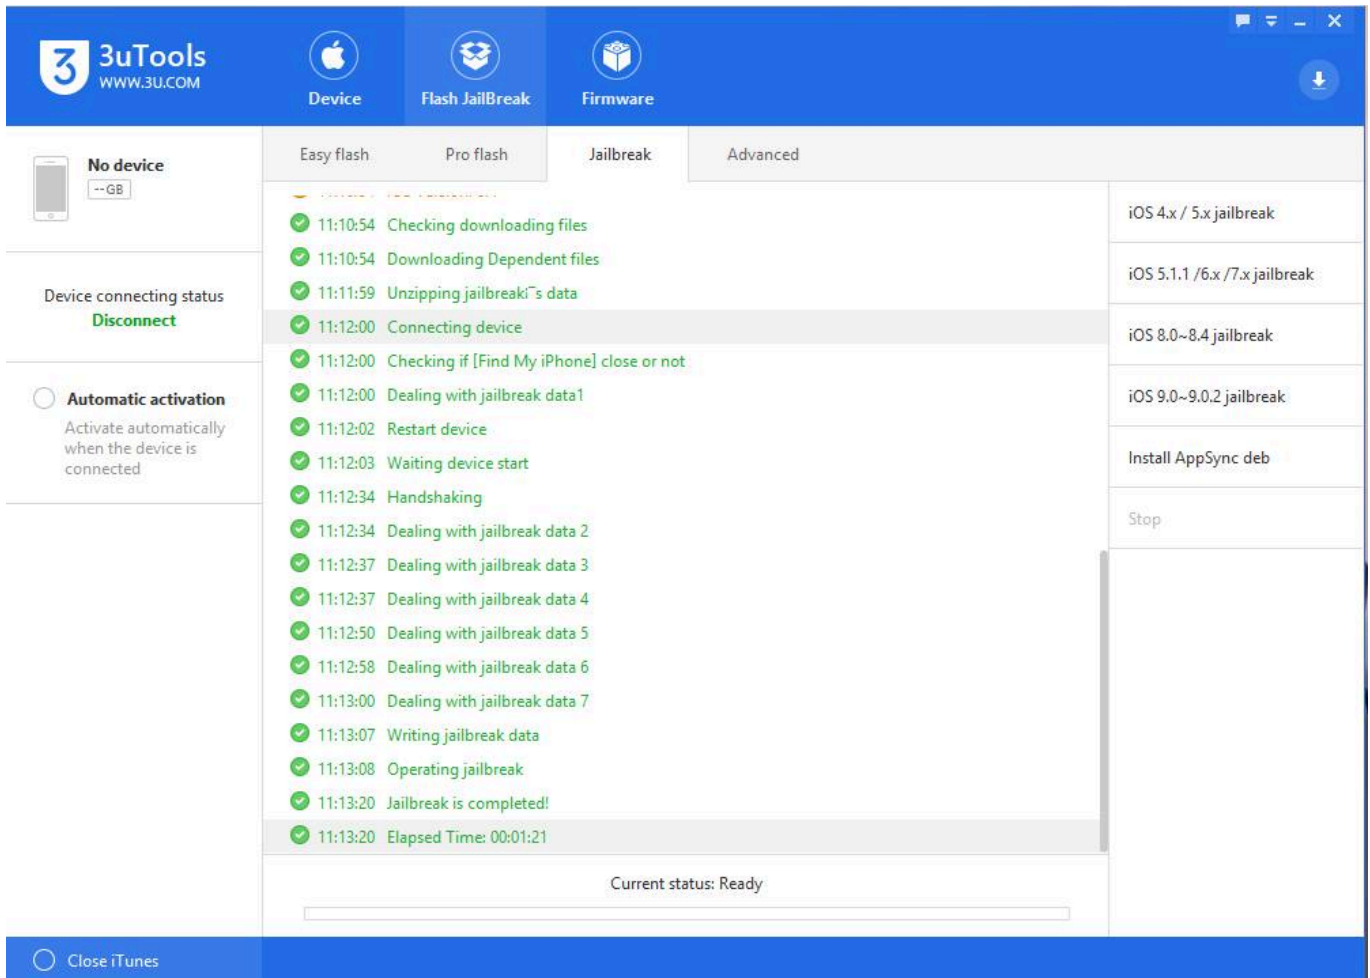 3uTools
WWW.3U.COM
Device
Flash JailBreak
Firmware
No device
--GB
Device connecting status
Disconnect
Automatic activation
Activate automatically
when the device is
connected
Easy flash
Pro flash
Jailbreak
Advanced
11:10:54 Checking downloading files
11:10:54 Downloading Dependent files
11:11:59 Unzipping jailbreak¡¯s data
11:12:00 Connecting device
11:12:00 Checking if [Find My iPhone] close or not
11:12:00 Dealing with jailbreak data1
11:12:02 Restart device
11:12:03 Waiting device start
11:12:34 Handshaking
11:12:34 Dealing with jailbreak data 2
11:12:37 Dealing with jailbreak data 3
11:12:37 Dealing with jailbreak data 4
11:12:50 Dealing with jailbreak data 5
11:12:58 Dealing with jailbreak data 6
11:13:00 Dealing with jailbreak data 7
11:13:07 Writing jailbreak data
11:13:08 Operating jailbreak
11:13:20 Jailbreak is completed!
11:13:20 Elapsed Time: 00:01:21
Current status: Ready
iOS 4.x / 5.x jailbreak
iOS 5.1.1 /6.x /7.x jailbreak
iOS 8.0~8.4 jailbreak
iOS 9.0~9.0.2 jailbreak
Install AppSync deb
Stop
Close iTunes